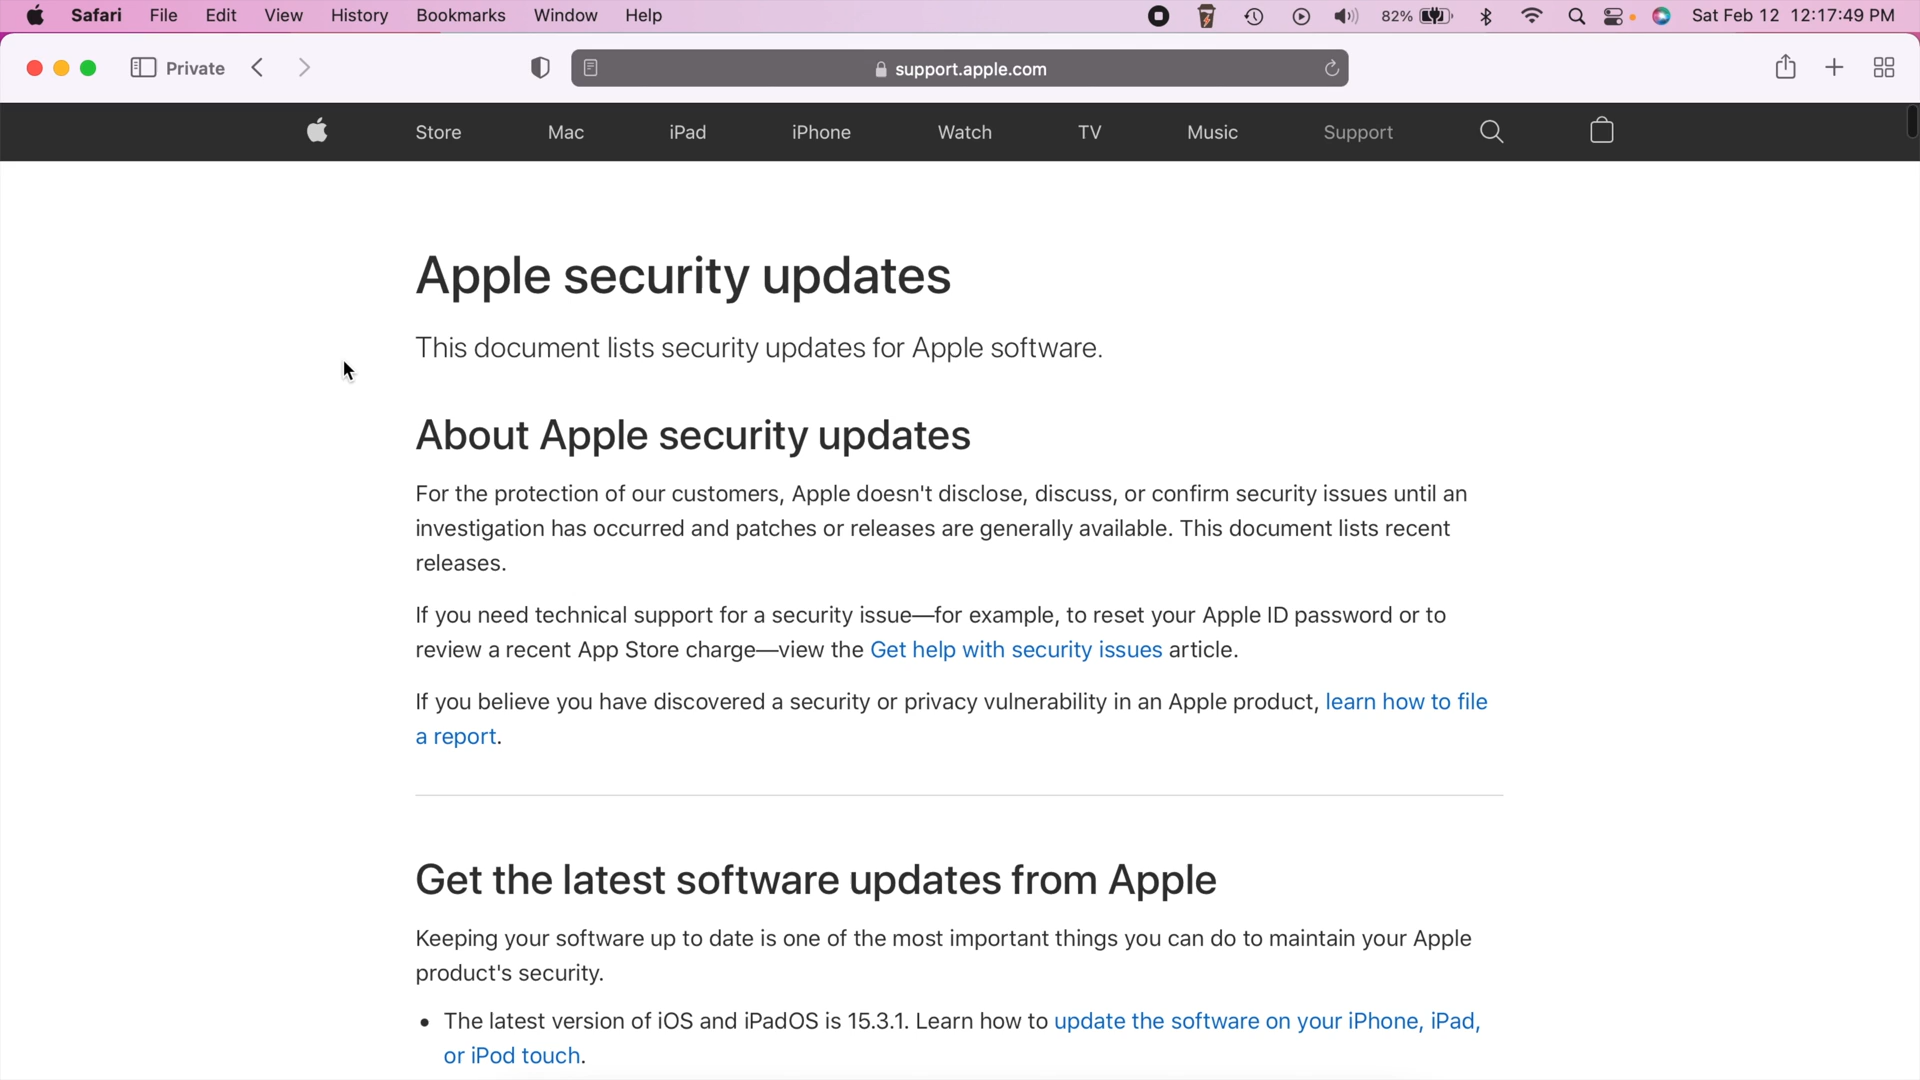 Safari File Edit View History Bookmarks Window Help 82% Sat Feb 12 12:17:49 PM
Private support.apple.com
Store Mac iPad iPhone Watch TV Music Support
Apple security updates
This document lists security updates for Apple software.
About Apple security updates
For the protection of our customers, Apple doesn't disclose, discuss, or confirm security issues until an
investigation has occurred and patches or releases are generally available. This document lists recent
releases.
If you need technical support for a security issue—for example, to reset your Apple ID password or to
review a recent App Store charge—view the Get help with security issues article.
If you believe you have discovered a security or privacy vulnerability in an Apple product, learn how to file
a report.
Get the latest software updates from Apple
Keeping your software up to date is one of the most important things you can do to maintain your Apple
product's security.
• The latest version of iOS and iPadOS is 15.3.1. Learn how to update the software on your iPhone, iPad,
or iPod touch.